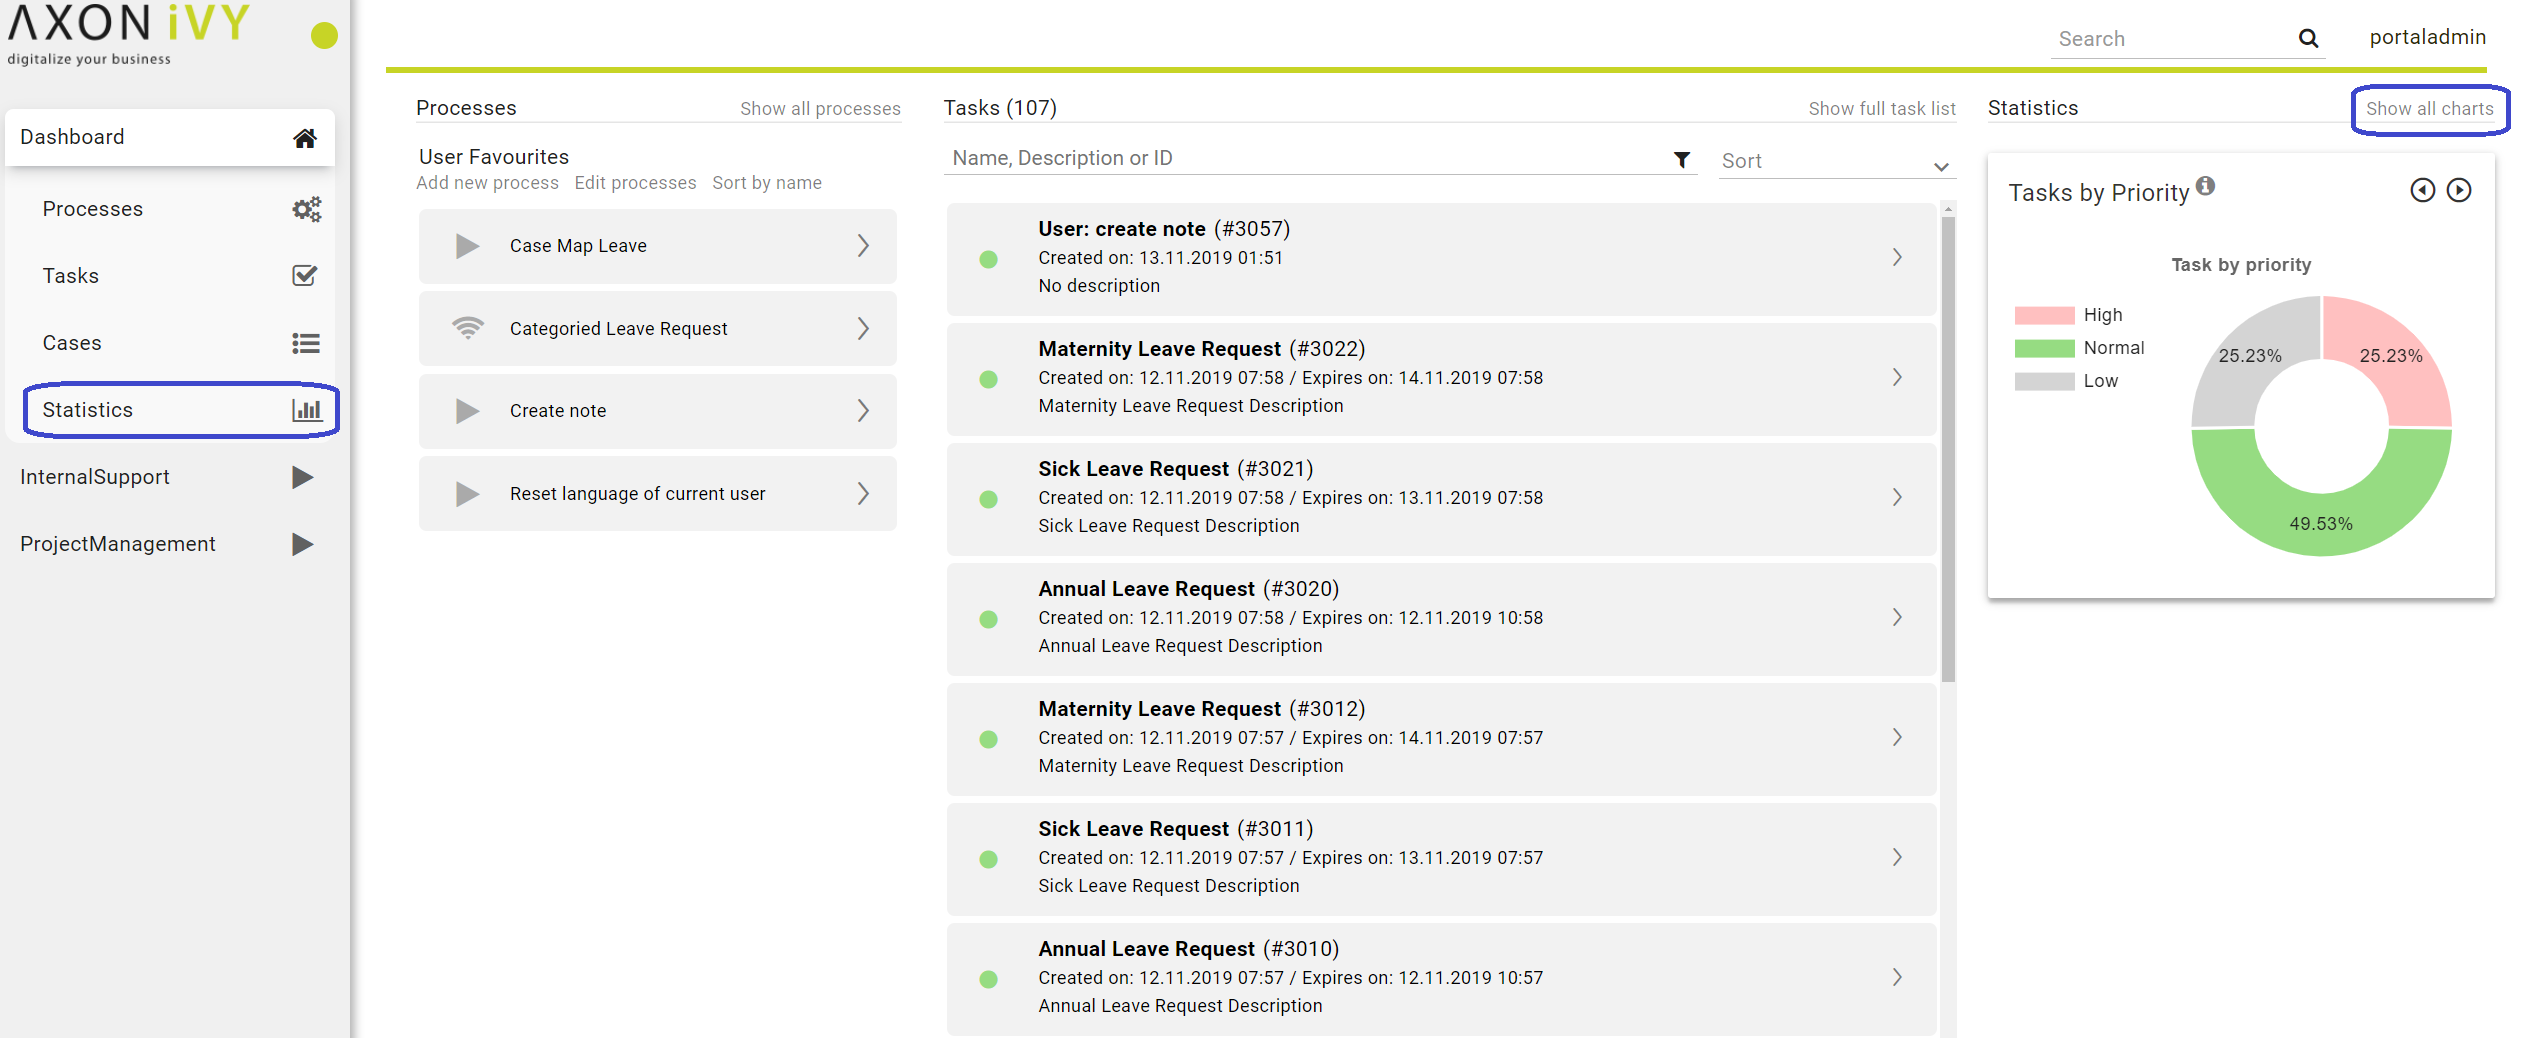 AXON iVY
digitalize your business
Dashboard
Processes
Tasks
Cases
Statistics
InternalSupport
ProjectManagement
Search
portaladmin
Processes
Show all processes
User Favourites
Add new process Edit processes Sort by name
Case Map Leave
Categoried Leave Request
Create note
Reset language of current user
Tasks (107)
Show full task list
Name, Description or ID
Sort
User: create note (#3057)
Created on: 13.11.2019 01:51
No description
Maternity Leave Request (#3022)
Created on: 12.11.2019 07:58 / Expires on: 14.11.2019 07:58
Maternity Leave Request Description
Sick Leave Request (#3021)
Created on: 12.11.2019 07:58 / Expires on: 13.11.2019 07:58
Sick Leave Request Description
Annual Leave Request (#3020)
Created on: 12.11.2019 07:58 / Expires on: 12.11.2019 10:58
Annual Leave Request Description
Maternity Leave Request (#3012)
Created on: 12.11.2019 07:57 / Expires on: 14.11.2019 07:57
Maternity Leave Request Description
Sick Leave Request (#3011)
Created on: 12.11.2019 07:57 / Expires on: 13.11.2019 07:57
Sick Leave Request Description
Annual Leave Request (#3010)
Created on: 12.11.2019 07:57 / Expires on: 12.11.2019 10:57
Annual Leave Request Description
Statistics
Show all charts
Tasks by Priority
Task by priority
High
Normal
Low
25.23%
25.23%
49.53%